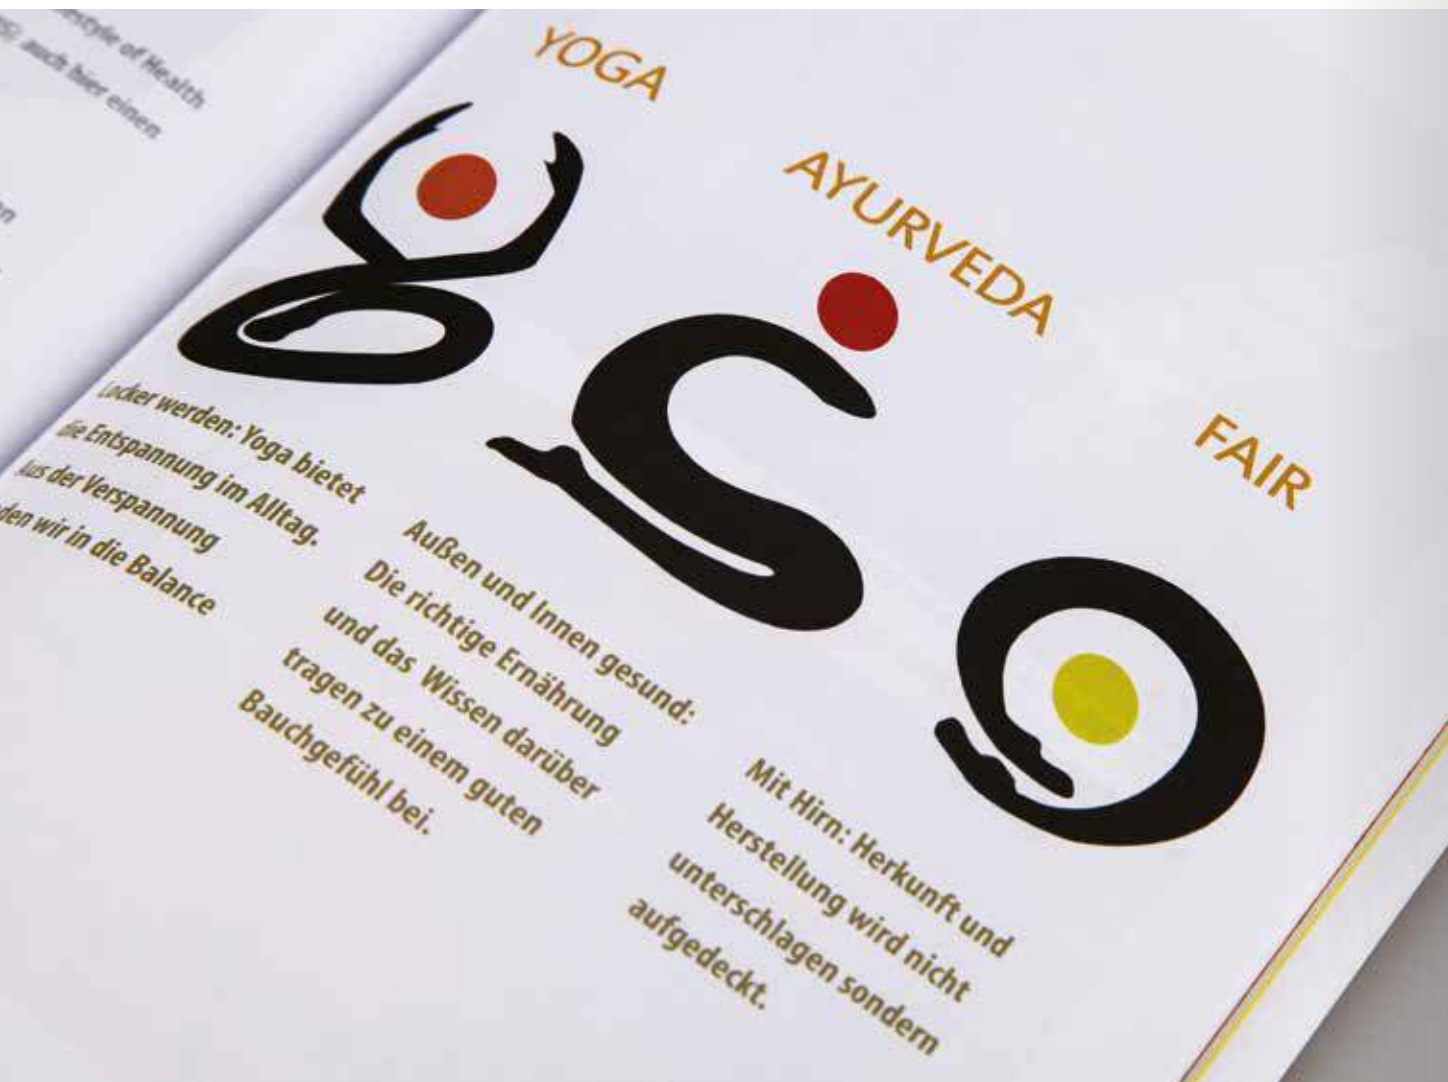 style of Health
auch hier einen
YOGA
Locker werden: Yoga bietet
die Entspannung im Alltag.
Aus der Verspannung
wir in die Balance
AYURVEDA
Außen und Innen gesund:
Die richtige Ernährung
und das Wissen darüber
tragen zu einem guten
Bauchgefühl bei.
FAIR
Mit Hirn: Herkunft und
Herstellung wird nicht
unterschlagen sondern
aufgedeckt.